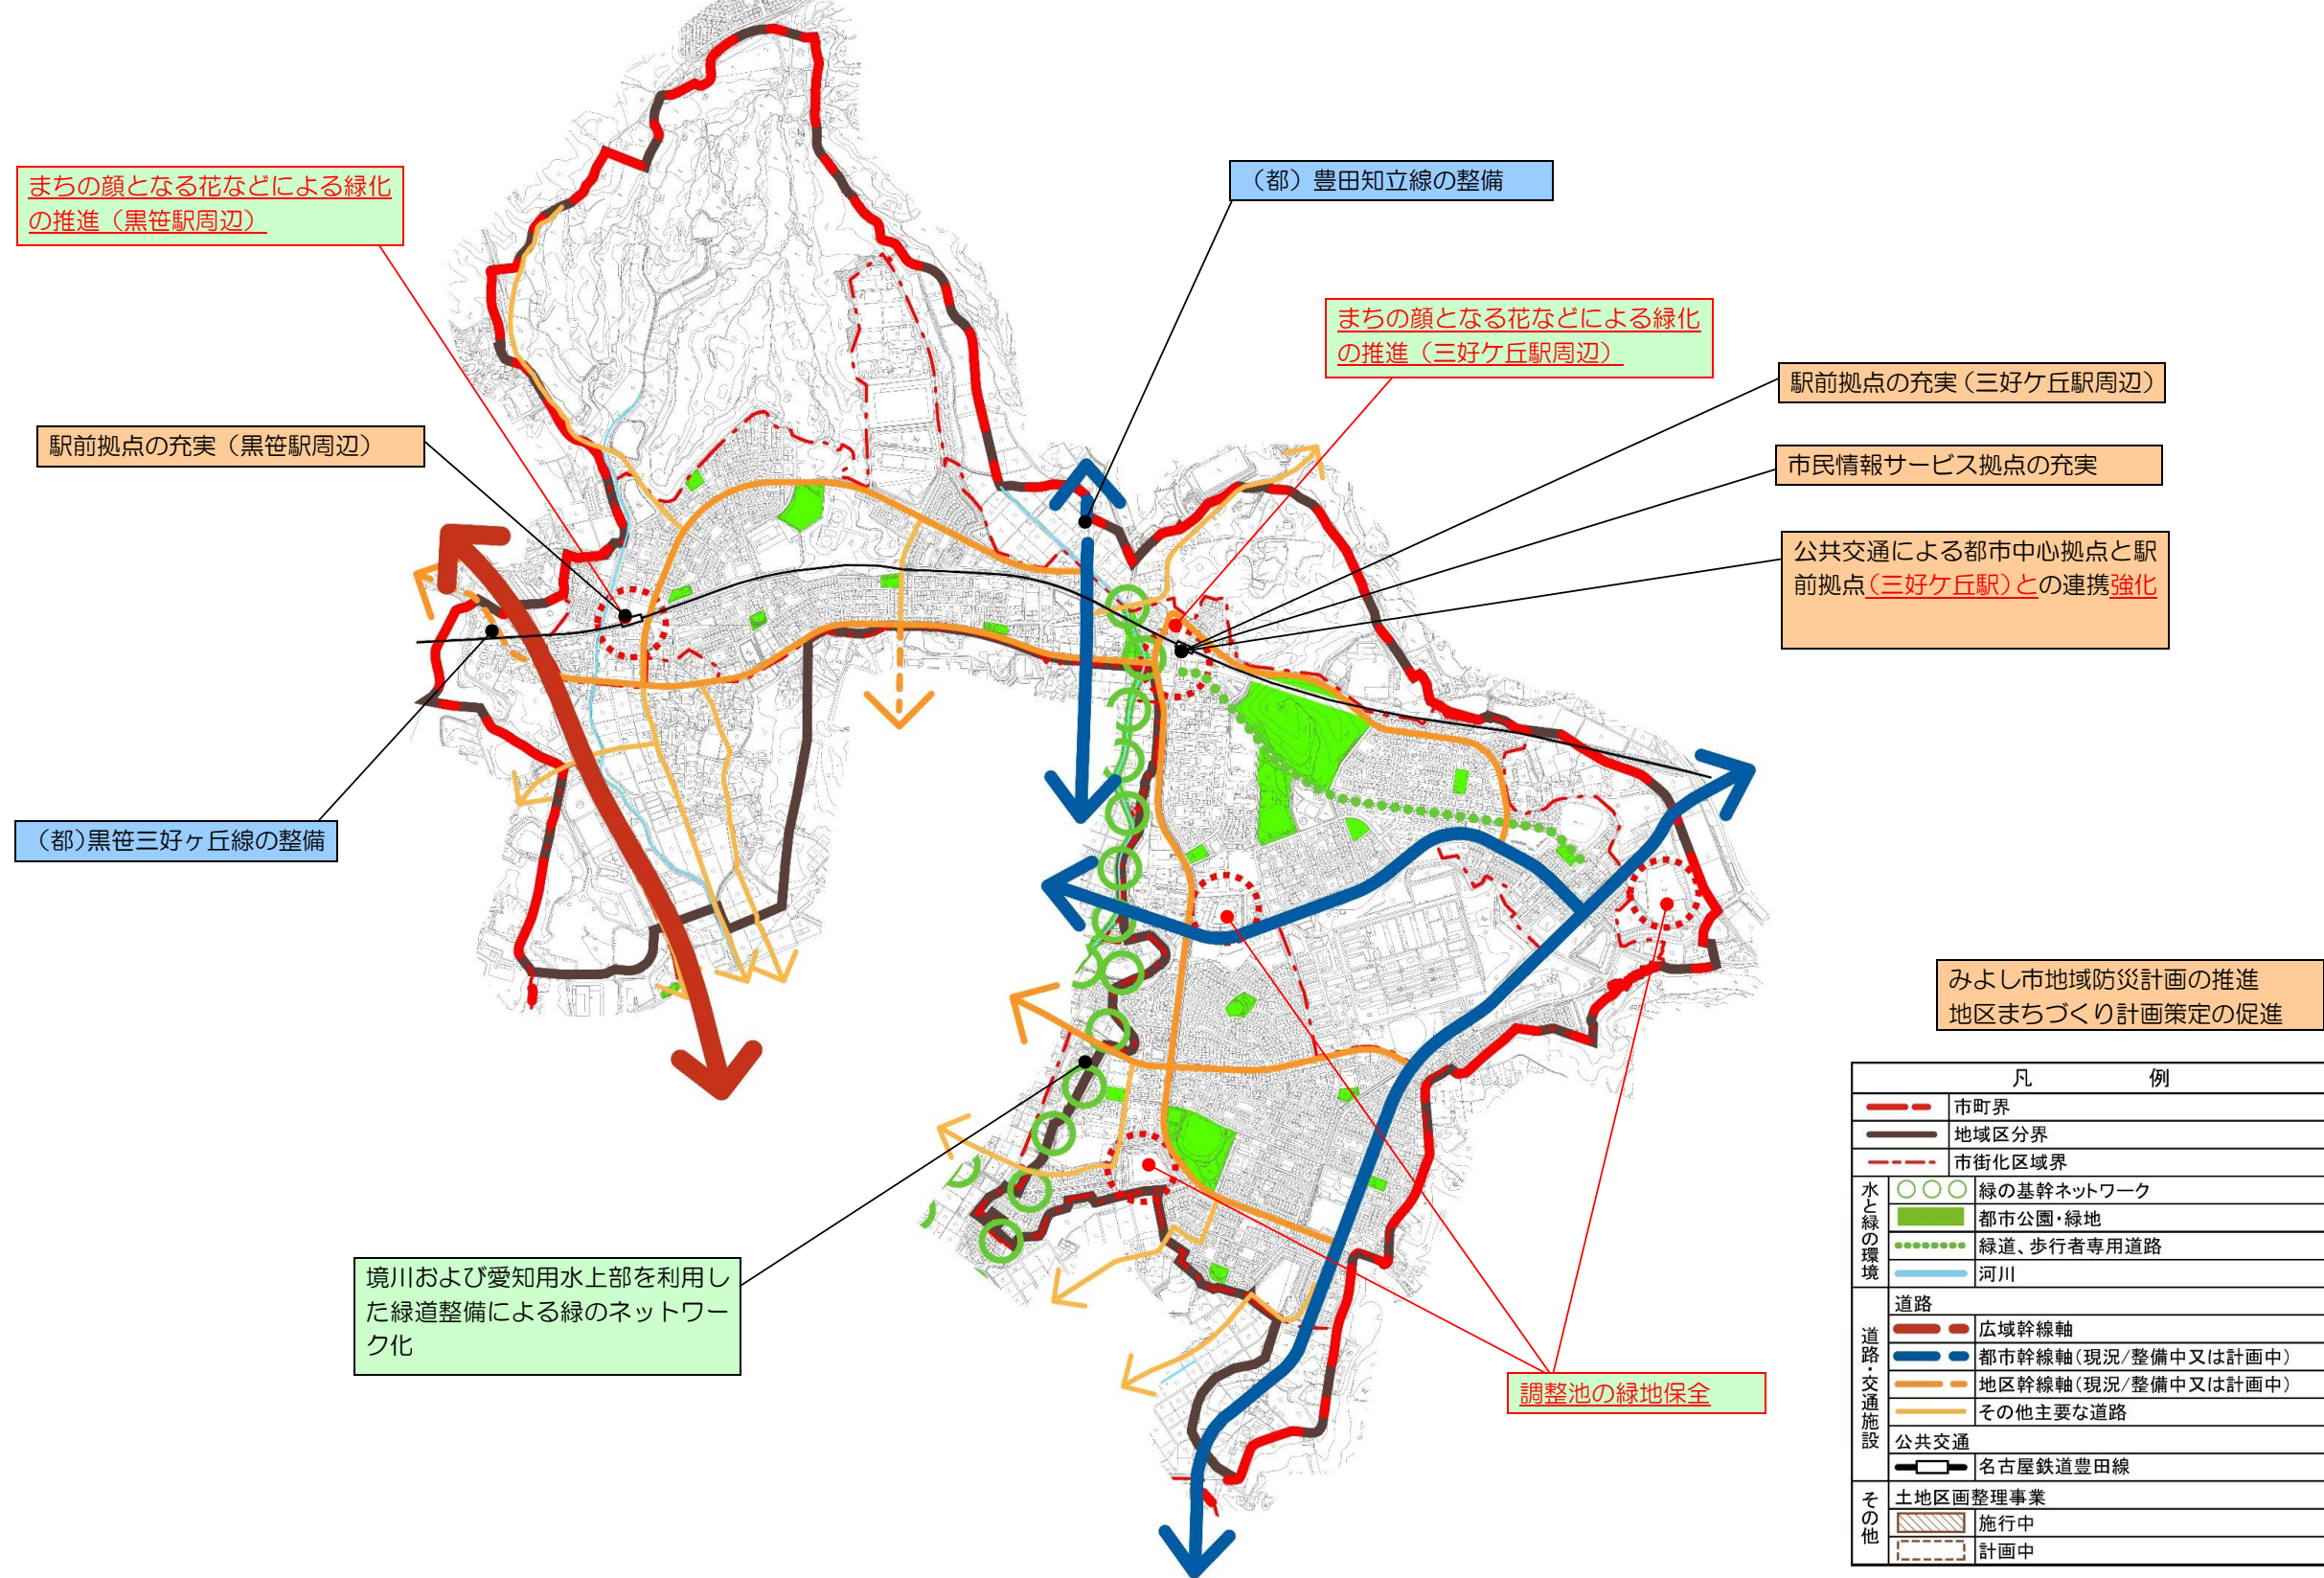 まちの顔となる花などによる緑化
の推進（黒笹駅周辺）
（都）豊田知立線の整備
まちの顔となる花などによる緑化
の推進（三好ケ丘駅周辺）
駅前拠点の充実（三好ケ丘駅周辺）
駅前拠点の充実（黒笹駅周辺）
市民情報サービス拠点の充実
公共交通による都市中心拠点と駅
前拠点（三好ケ丘駅）との連携強化
（都）黒笹三好ヶ丘線の整備
みよし市地域防災計画の推進
地区まちづくり計画策定の促進
境川および愛知用水上部を利用し
た緑道整備による緑のネットワー
ク化
調整池の緑地保全
凡　例
市町界
地域区分界
市街化区域界
水と緑の環境
緑の基幹ネットワーク
都市公園・緑地
緑道、歩行者専用道路
河川
道路・交通施設
道路
広域幹線軸
都市幹線軸（現況/整備中又は計画中）
地区幹線軸（現況/整備中又は計画中）
その他主要な道路
公共交通
名古屋鉄道豊田線
その他
土地区画整理事業
施行中
計画中